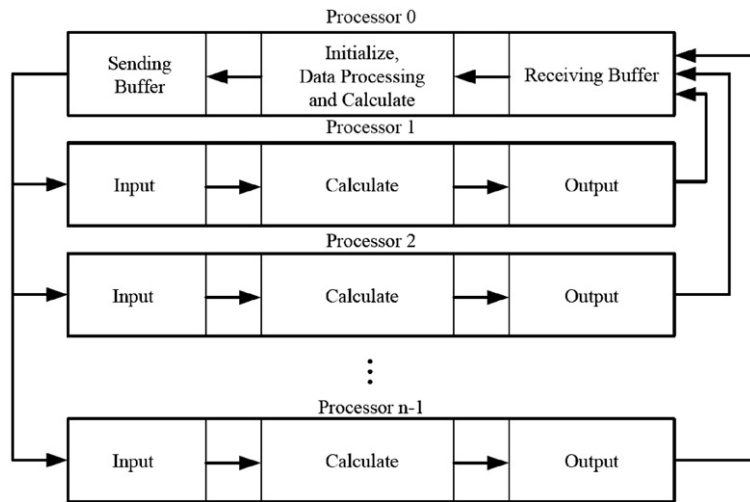 Processor 0
Sending
Buffer
Initialize,
Data Processing
and Calculate
Receiving Buffer
Processor 1
Input
Calculate
Output
Processor 2
Input
Calculate
Output
Processor n-1
Input
Calculate
Output